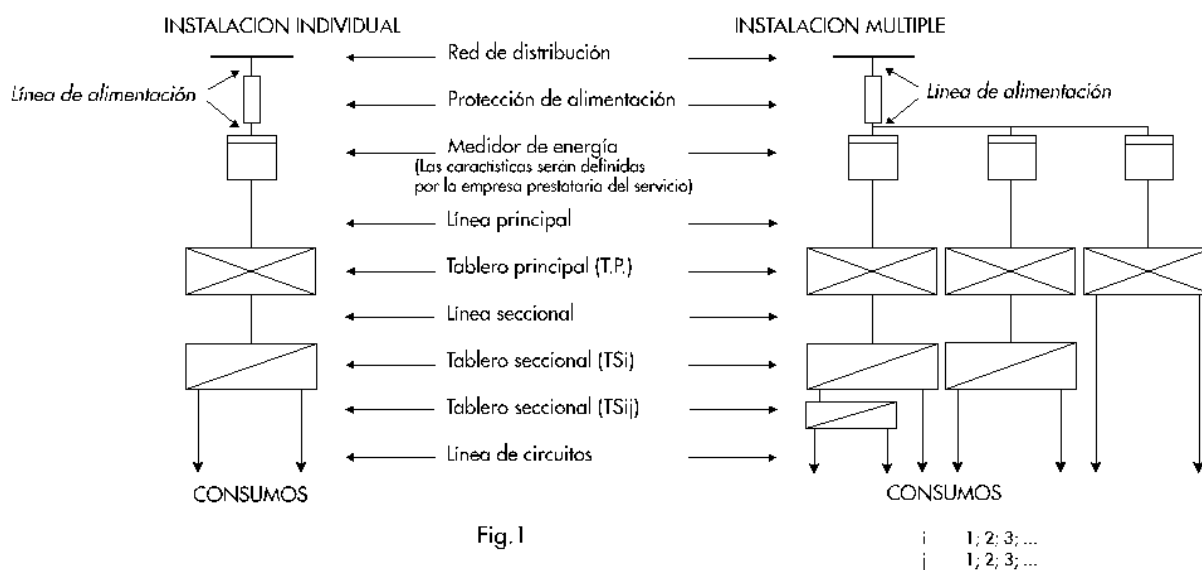 INSTALACION INDIVIDUAL
INSTALACION MULTIPLE
Red de distribución
Línea de alimentación
Línea de alimentación
Protección de alimentación
Medidor de energía
(Las caractísticas serán definidas
por la empresa prestataria del servicio)
Línea principal
Tablero principal (T.P.)
Línea seccional
Tablero seccional (TSi)
Tablero seccional (TSij)
Línea de circuitos
CONSUMOS
CONSUMOS
Fig.1
i 1; 2; 3; ...
j 1; 2; 3; ...